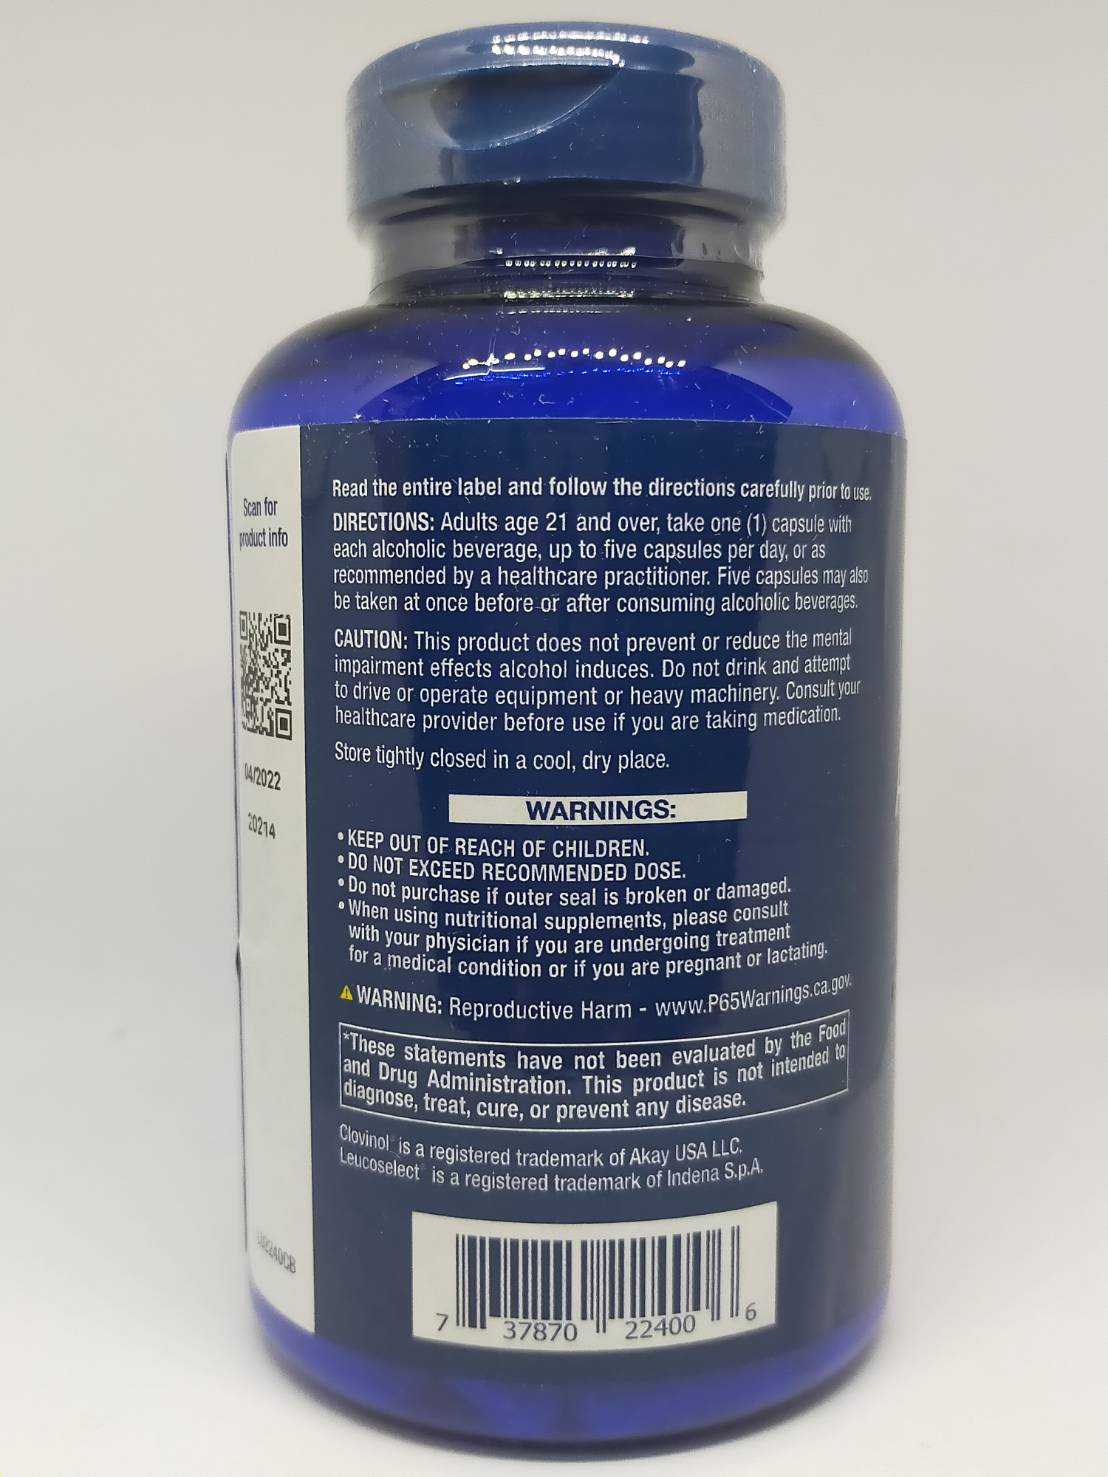 Scan for
product info
04/2022
20214
Read the entire label and follow the directions carefully prior to use.
DIRECTIONS: Adults age 21 and over, take one (1) capsule with
each alcoholic beverage, up to five capsules per day, or as
recommended by a healthcare practitioner. Five capsules may also
be taken at once before or after consuming alcoholic beverages.
CAUTION: This product does not prevent or reduce the mental
impairment effects alcohol induces. Do not drink and attempt
to drive or operate equipment or heavy machinery. Consult your
healthcare provider before use if you are taking medication.
Store tightly closed in a cool, dry place.
WARNINGS:
• KEEP OUT OF REACH OF CHILDREN.
• DO NOT EXCEED RECOMMENDED DOSE.
• Do not purchase if outer seal is broken or damaged.
• When using nutritional supplements, please consult
with your physician if you are undergoing treatment
for a medical condition or if you are pregnant or lactating.
⚠ WARNING: Reproductive Harm - www.P65Warnings.ca.gov.
*These statements have not been evaluated by the Food
and Drug Administration. This product is not intended to
diagnose, treat, cure, or prevent any disease.
Clovinol® is a registered trademark of Akay USA LLC.
Leucoselect® is a registered trademark of Indena S.p.A.
7 37870 22400 6